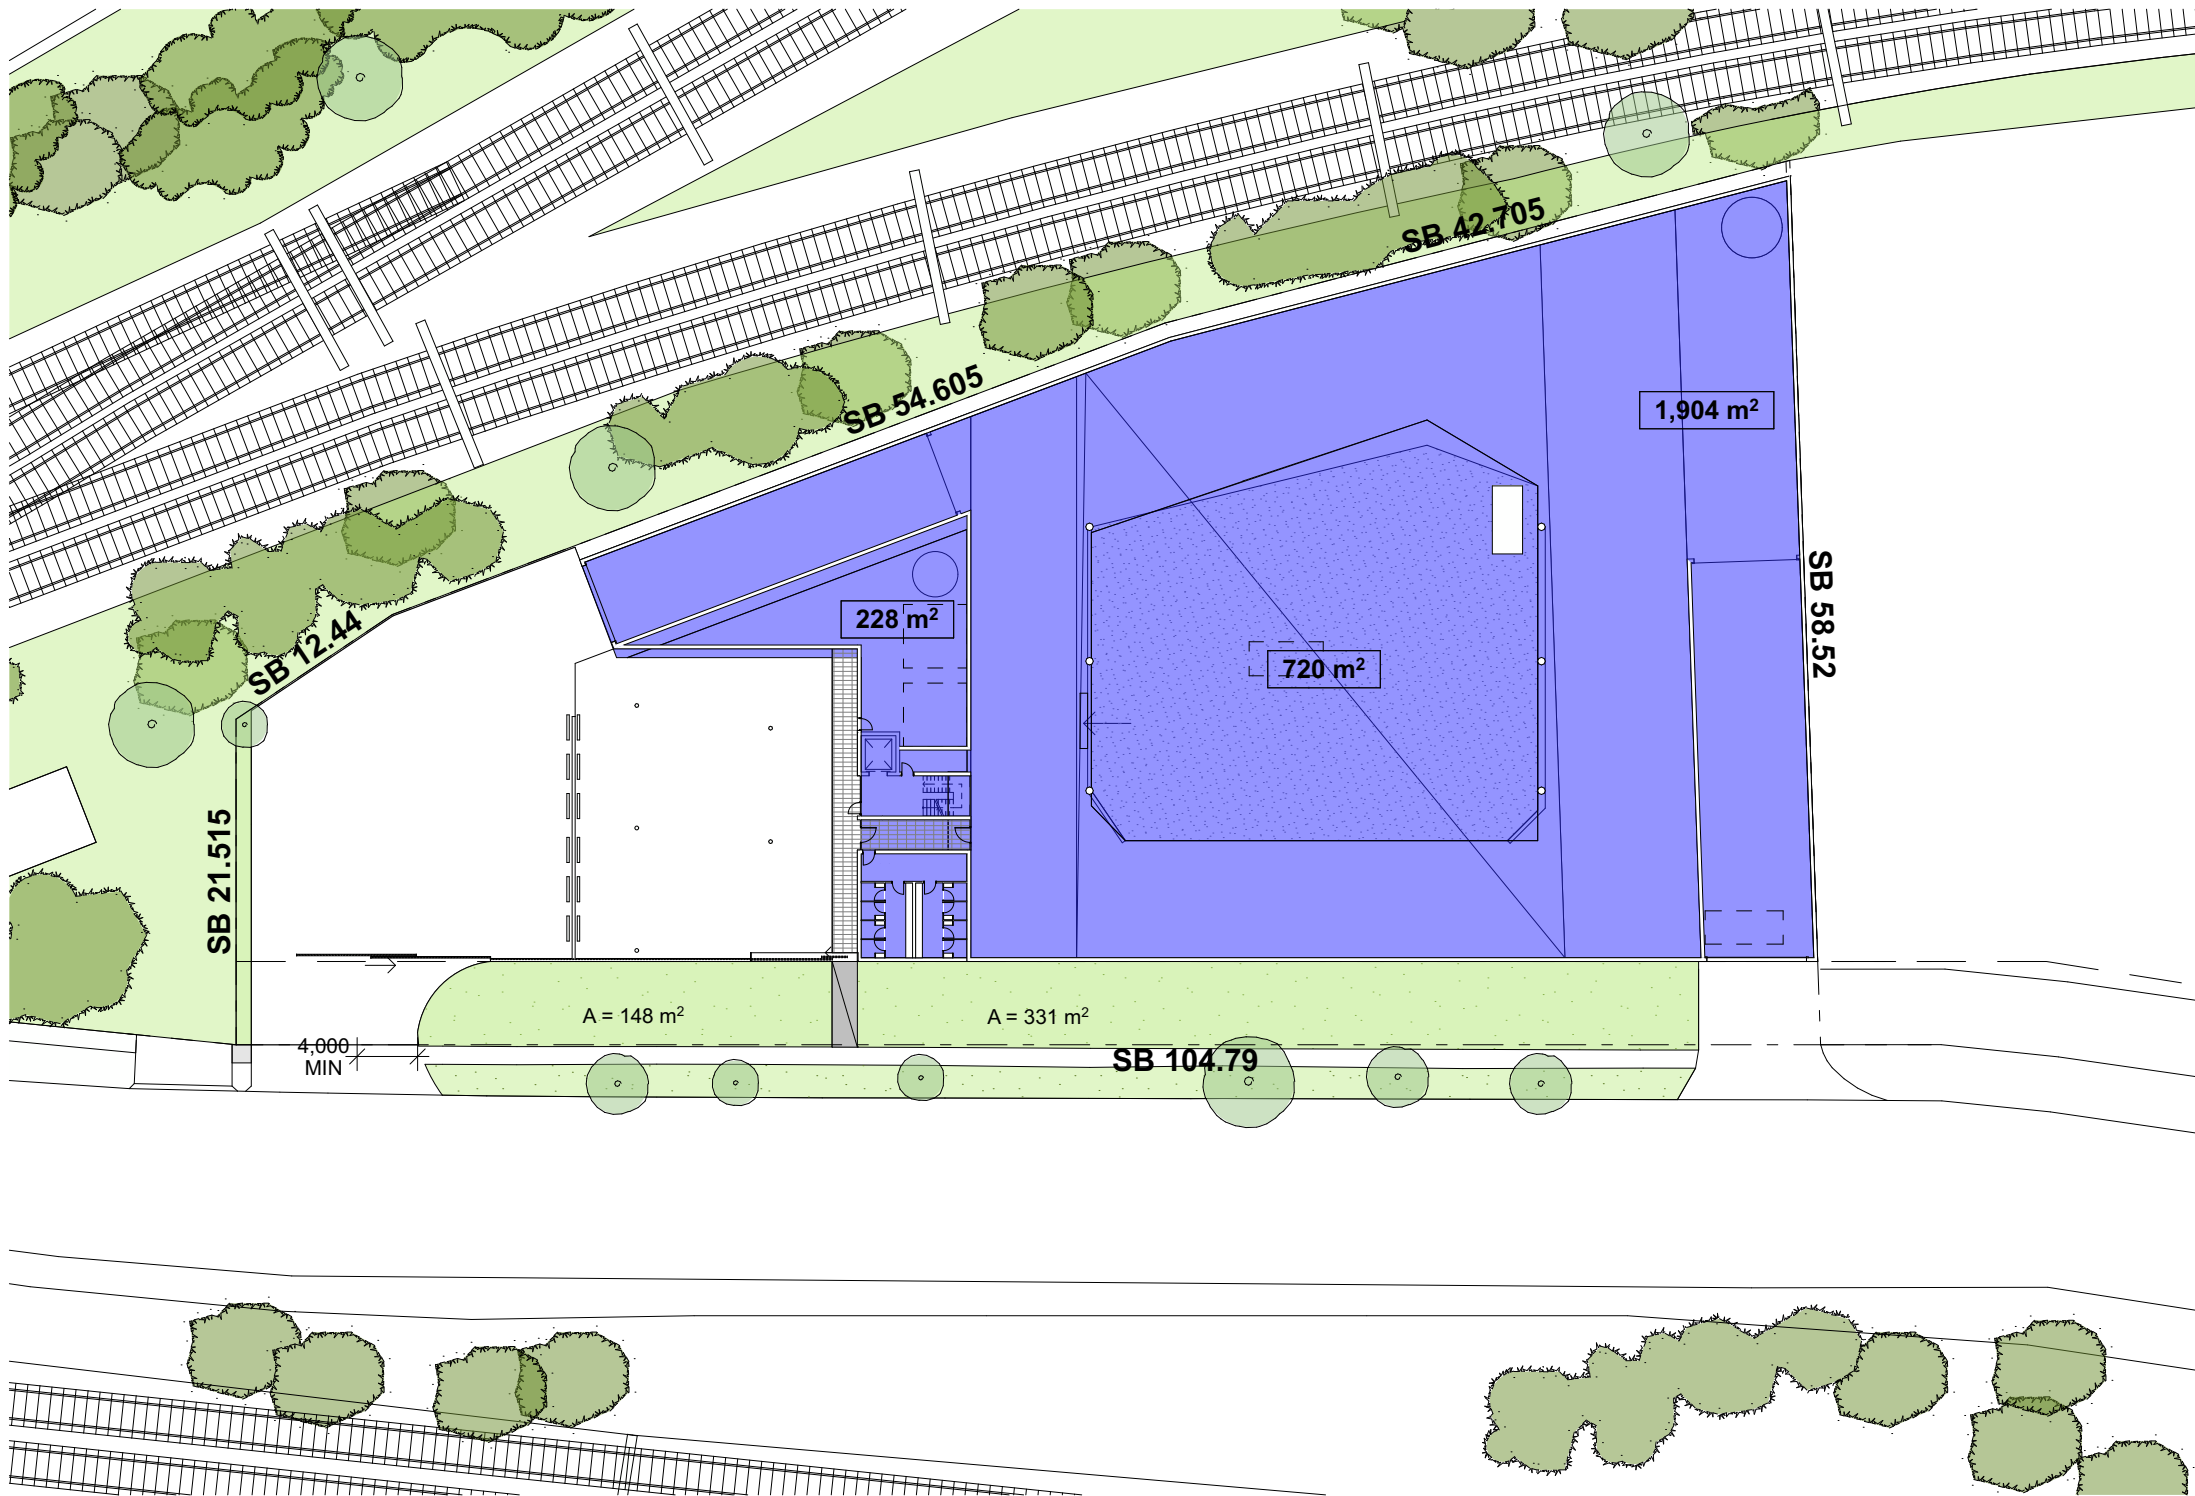 SB 42.705
SB 54.605
1,904 m²
SB 58.52
228 m²
SB 12.44
720 m²
SB 21.515
A = 148 m²
A = 331 m²
4,000
MIN
SB 104.79